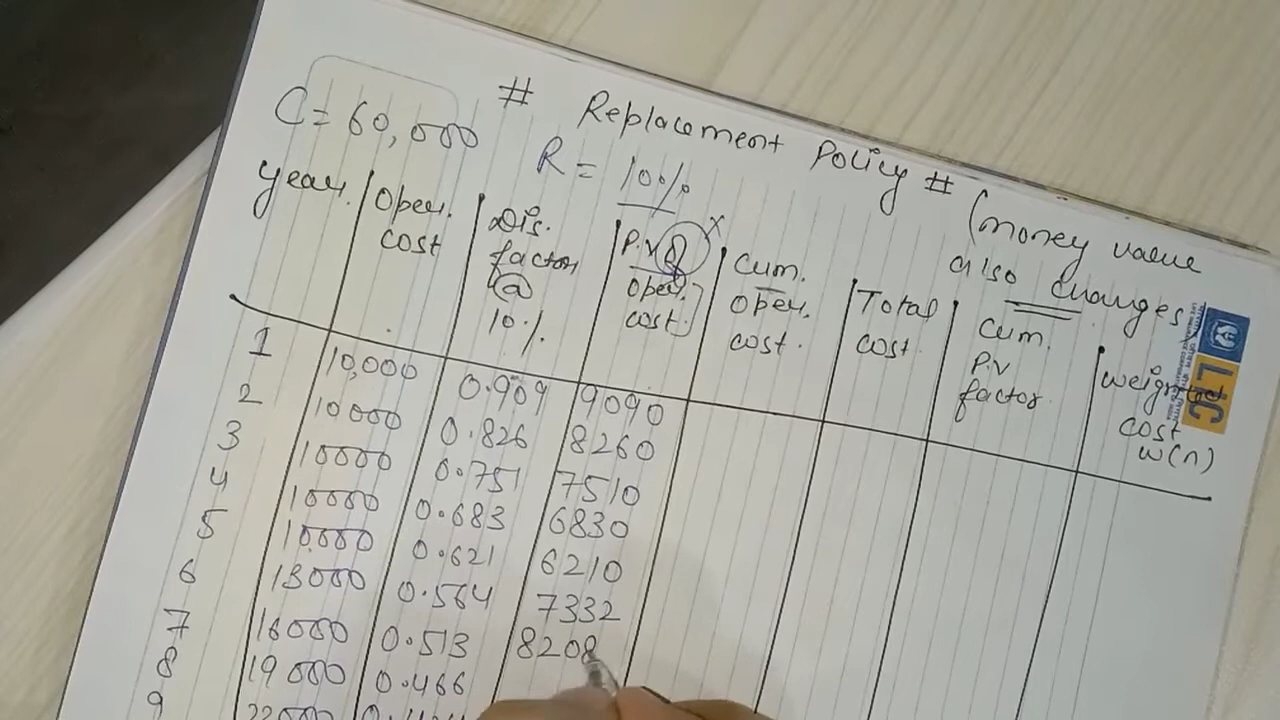 # Replacement Policy # (money value
also changes
C = 60,000
R = 10%
year. Oper. cost Dis. factor @ 10% P.V of oper. cost. x Cum. oper. cost. Total cost. Cum. P.V factor. weighted cost w(n)
1 10,000 0.909 9090
2 10000 0.826 8260
3 10000 0.751 7510
4 10000 0.683 6830
5 10000 0.621 6210
6 13000 0.564 7332
7 16000 0.513 8208
8 19000 0.466
9 22000
LIC